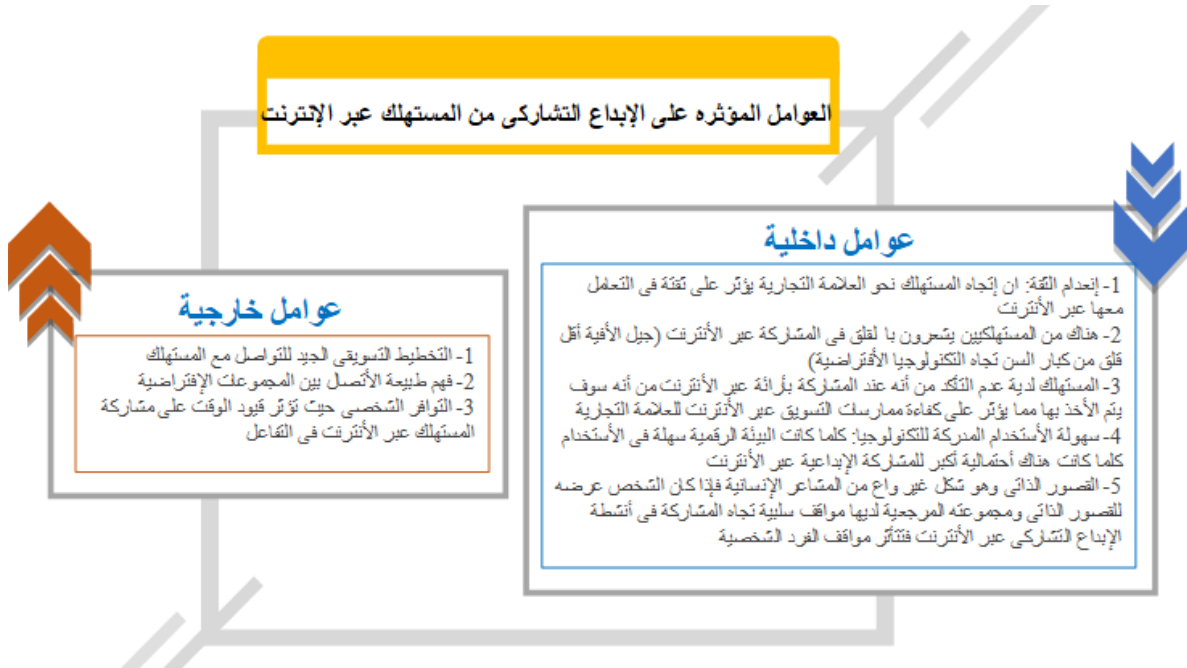 العوامل المؤثره على الإبداع التشاركى من المستهلك عبر الإنترنت
عوامل داخلية
1- إنعدام الثقة: ان إتجاه المستهلك نحو العلامة التجارية يؤثر على ثقتة فى التعامل
معها عبر الأنترنت
2- هناك من المستهلكيين يشعرون با لقلق فى المشاركة عبر الأنترنت (جيل الأفية أقل
قلق من كبار السن تجاه التكنولوجيا الأفتراضية)
3- المستهلك لدية عدم التأكد من أنه عند المشاركة بأرائة عبر الأنترنت من أنه سوف
يتم الأخذ بها مما يؤثر على كفاءة ممارسات التسويق عبر الأنترنت للعلامة التجارية
4- سهولة الأستخدام المدركة للتكنولوجيا: كلما كانت البيئة الرقمية سهلة فى الأستخدام
كلما كانت هناك أحتمالية أكبر للمشاركة الإبداعية عبر الأنترنت
5- القصور الذاتى وهو شكل غير واع من المشاعر الإنسانية فإذا كان الشخص عرضه
للقصور الذاتى ومجموعته المرجعية لديها مواقف سلبية تجاه المشاركة فى أنشطة
الإبداع التشاركى عبر الأنترنت فتتأثر مواقف الفرد الشخصية
عوامل خارجية
1- التخطيط التسويقى الجيد للتواصل مع المستهلك
2- فهم طبيعة الأتصال بين المجموعات الإفتراضية
3- التوافر الشخصى حيث تؤثر قيود الوقت على مشاركة
المستهلك عبر الأنترنت فى التفاعل